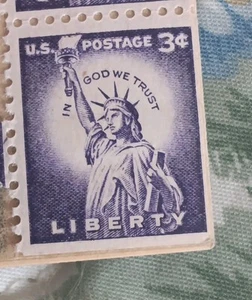 U.S. POSTAGE 3¢
IN GOD WE TRUST
LIBERTY